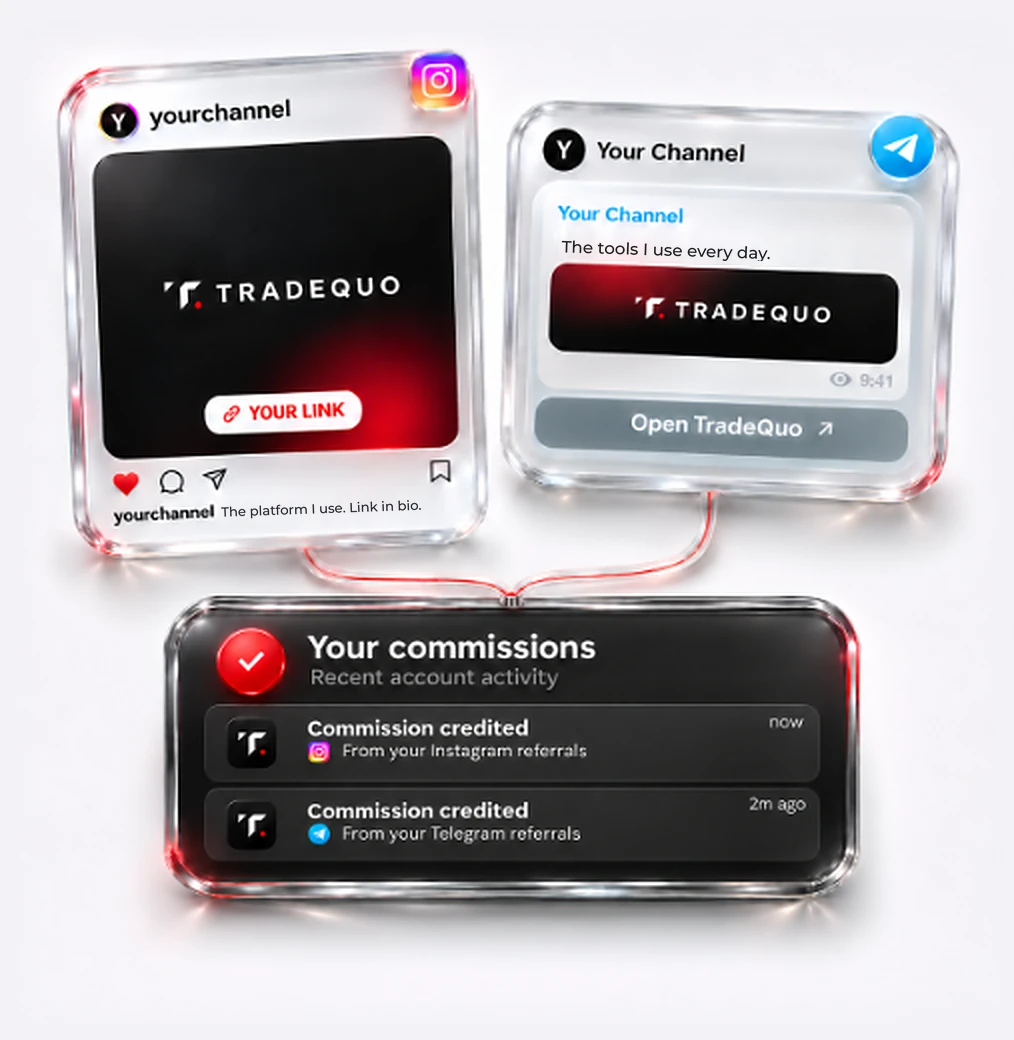 Y yourchannel
TRADEQUO
YOUR LINK
yourchannel The platform I use. Link in bio.
Y Your Channel
Your Channel
The tools I use every day.
TRADEQUO
9:41
Open TradeQuo
Your commissions
Recent account activity
Commission credited
now
From your Instagram referrals
Commission credited
2m ago
From your Telegram referrals